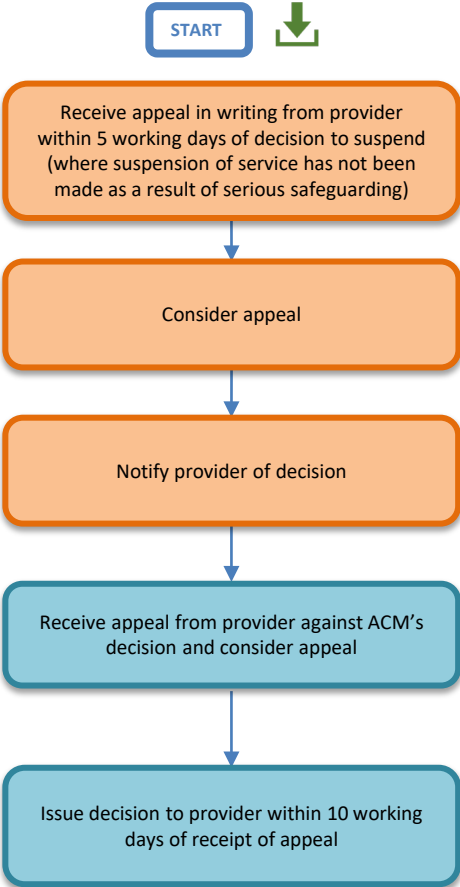 START
Receive appeal in writing from provider
within 5 working days of decision to suspend
(where suspension of service has not been
made as a result of serious safeguarding)
Consider appeal
Notify provider of decision
Receive appeal from provider against ACM’s
decision and consider appeal
Issue decision to provider within 10 working
days of receipt of appeal